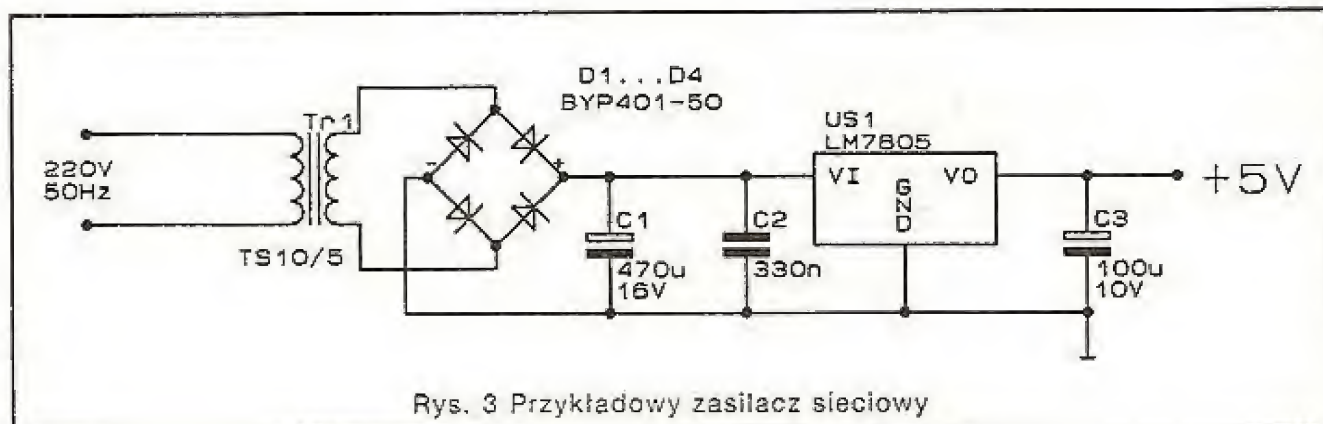 D1...D4
BYP401-50
Tr1
220V
50Hz
TS10/5
-
+
C1
470u
16V
C2
330n
US1
LM7805
VI
GND
VO
C3
100u
10V
+5V
Rys. 3 Przykładowy zasilacz sieciowy